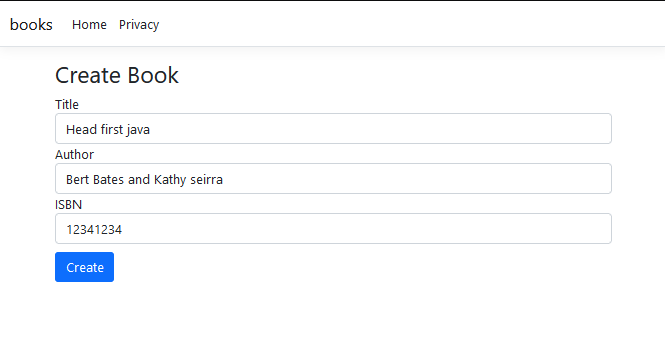 books Home Privacy
Create Book
Title
Head first java
Author
Bert Bates and Kathy seirra
ISBN
12341234
Create